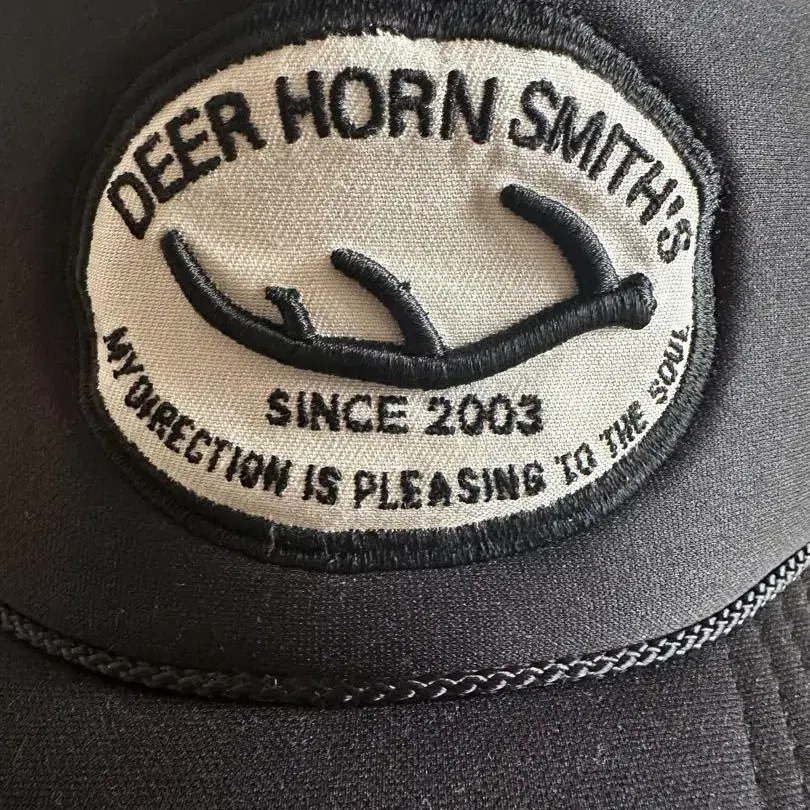 DEER HORN SMITH'S
SINCE 2003
MY DIRECTION IS PLEASING TO THE SOUL